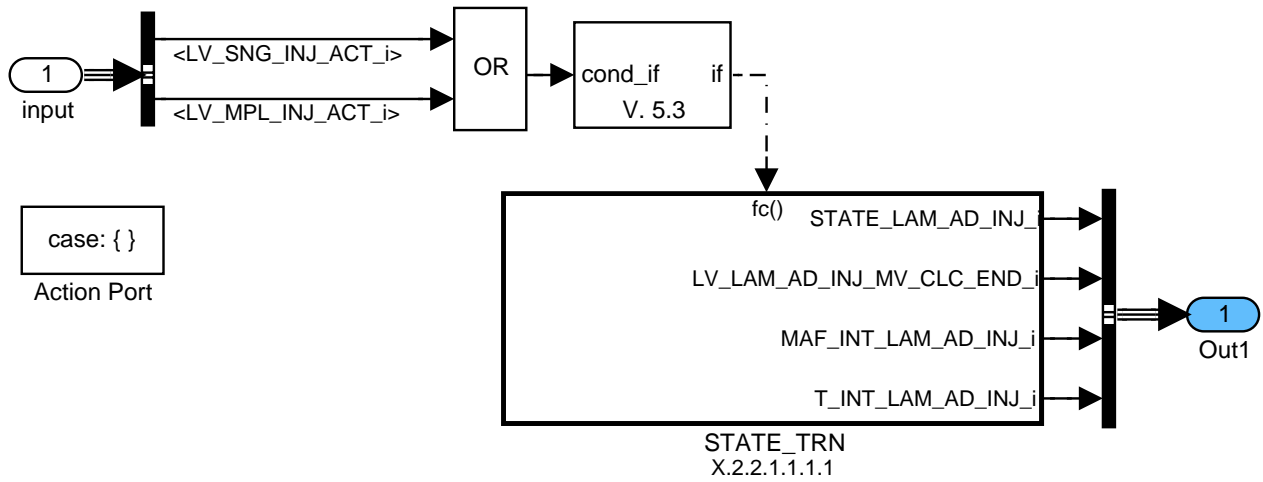 1
input
<LV_SNG_INJ_ACT_i>
<LV_MPL_INJ_ACT_i>
OR
cond_if if
V. 5.3
case: { }
Action Port
fc()
STATE_LAM_AD_INJ_i
LV_LAM_AD_INJ_MV_CLC_END_i
MAF_INT_LAM_AD_INJ_i
T_INT_LAM_AD_INJ_i
STATE_TRN
X.2.2.1.1.1.1
1
Out1